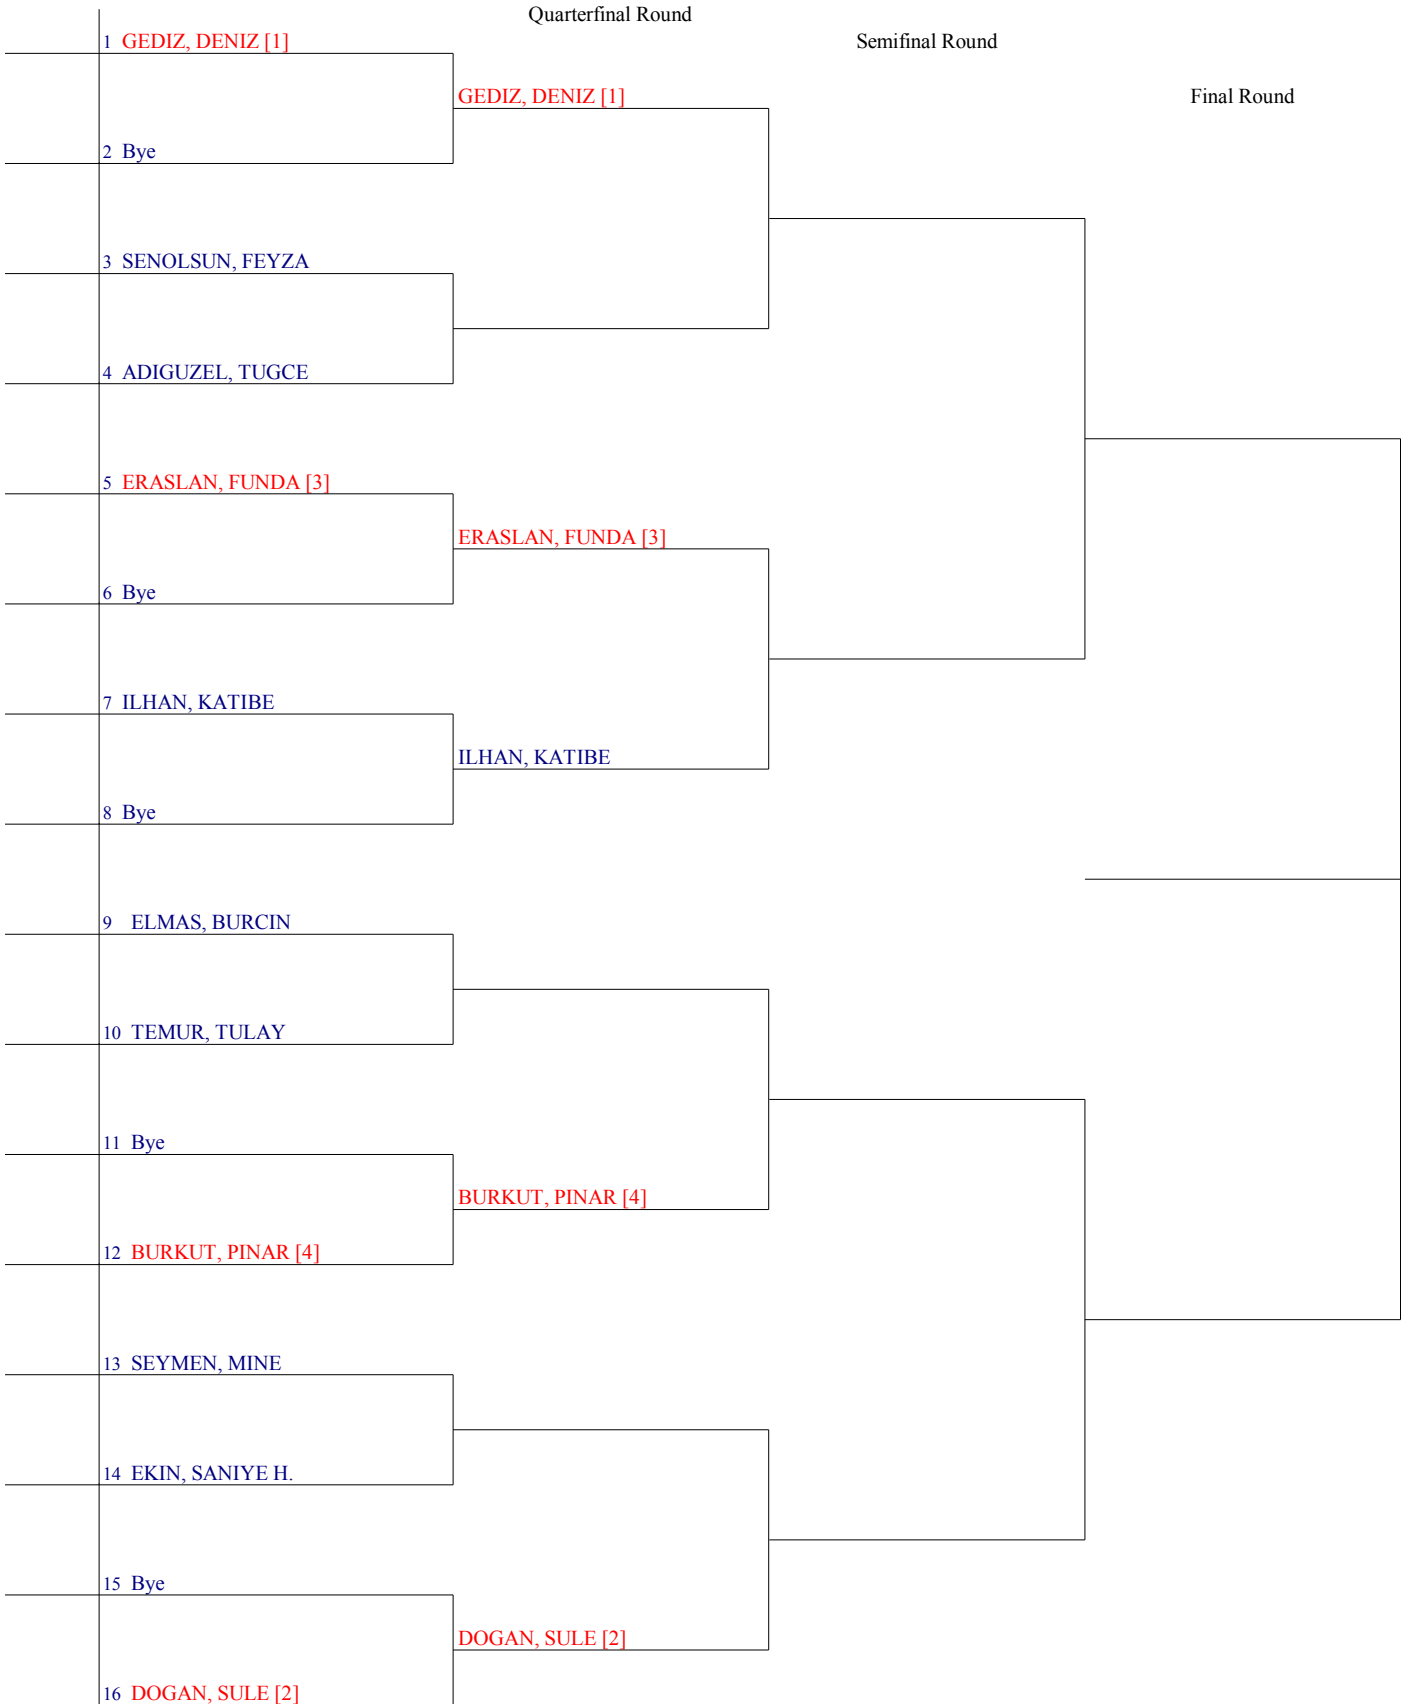 Quarterfinal Round
1 GEDIZ, DENIZ [1]
Semifinal Round
GEDIZ, DENIZ [1]
Final Round
2 Bye
3 SENOLSUN, FEYZA
4 ADIGUZEL, TUGCE
5 ERASLAN, FUNDA [3]
ERASLAN, FUNDA [3]
6 Bye
7 ILHAN, KATIBE
ILHAN, KATIBE
8 Bye
9 ELMAS, BURCIN
10 TEMUR, TULAY
11 Bye
BURKUT, PINAR [4]
12 BURKUT, PINAR [4]
13 SEYMEN, MINE
14 EKIN, SANIYE H.
15 Bye
DOGAN, SULE [2]
16 DOGAN, SULE [2]